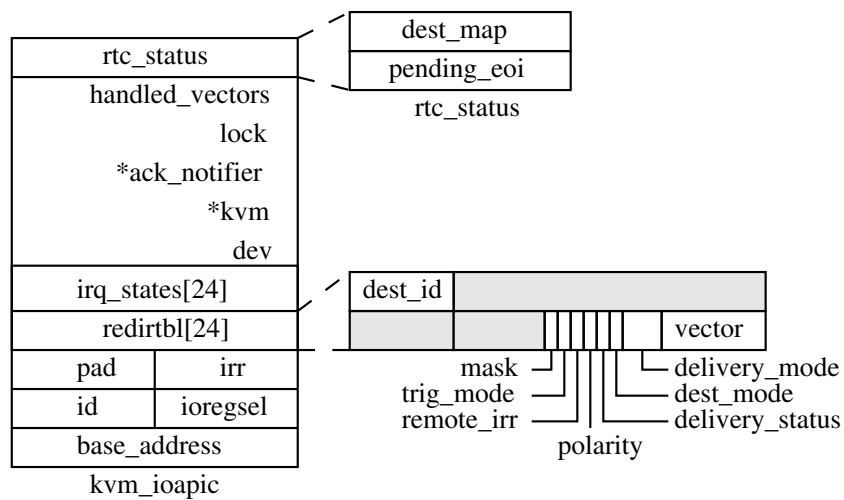 rtc_status
handled_vectors
lock
*ack_notifier
*kvm
dev
irq_states[24]
redirtbl[24]
pad irr
id ioregsel
base_address
kvm_ioapic
dest_map
pending_eoi
rtc_status
dest_id
vector
mask
trig_mode
remote_irr
polarity
delivery_mode
dest_mode
delivery_status